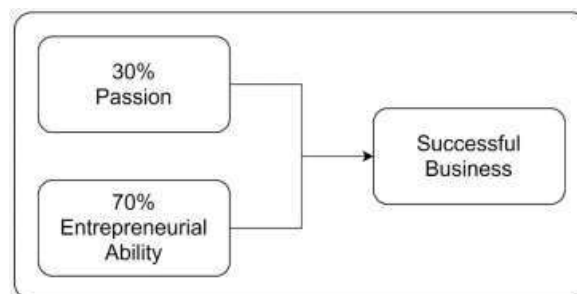 30%
Passion
70%
Entrepreneurial
Ability
Successful
Business